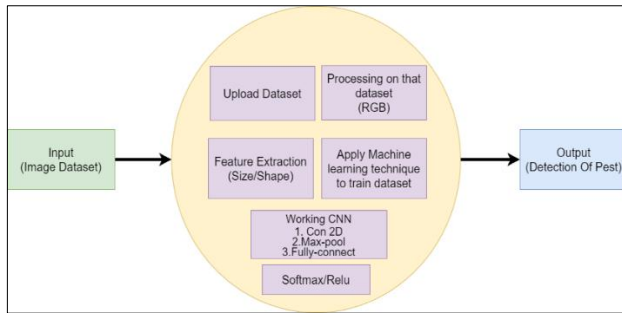 Input
(Image Dataset)
Upload Dataset
Processing on that
dataset
(RGB)
Feature Extraction
(Size/Shape)
Apply Machine
learning technique
to train dataset
Working CNN
1. Con 2D
2.Max-pool
3.Fully-connect
Softmax/Relu
Output
(Detection Of Pest)